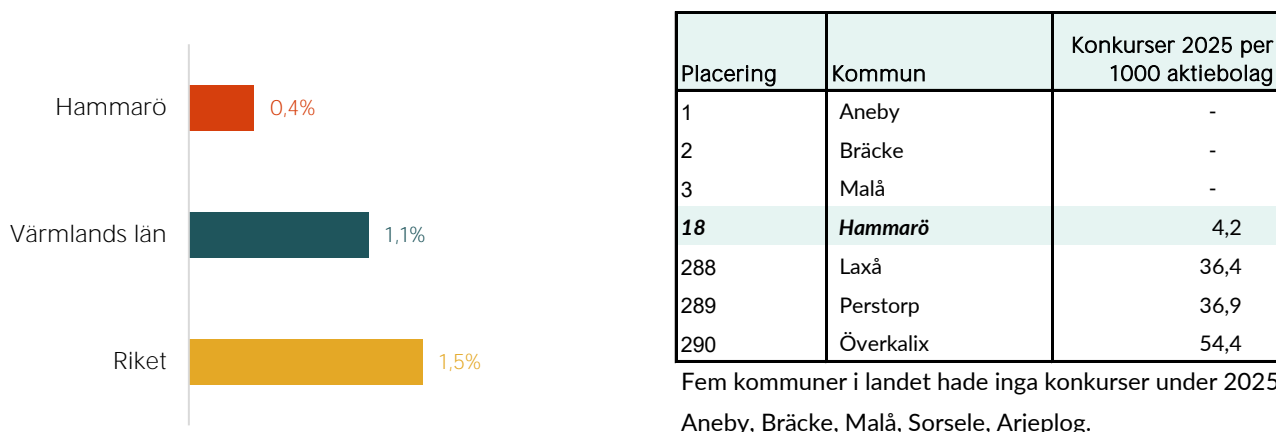 Hammarö 0,4%
Värmlands län 1,1%
Riket 1,5%
Placering Kommun Konkurser 2025 per 1000 aktiebolag
1 Aneby -
2 Bräcke -
3 Malå -
18 Hammarö 4,2
288 Laxå 36,4
289 Perstorp 36,9
290 Överkalix 54,4
Fem kommuner i landet hade inga konkurser under 2025
Aneby, Bräcke, Malå, Sorsele, Arjeplog.